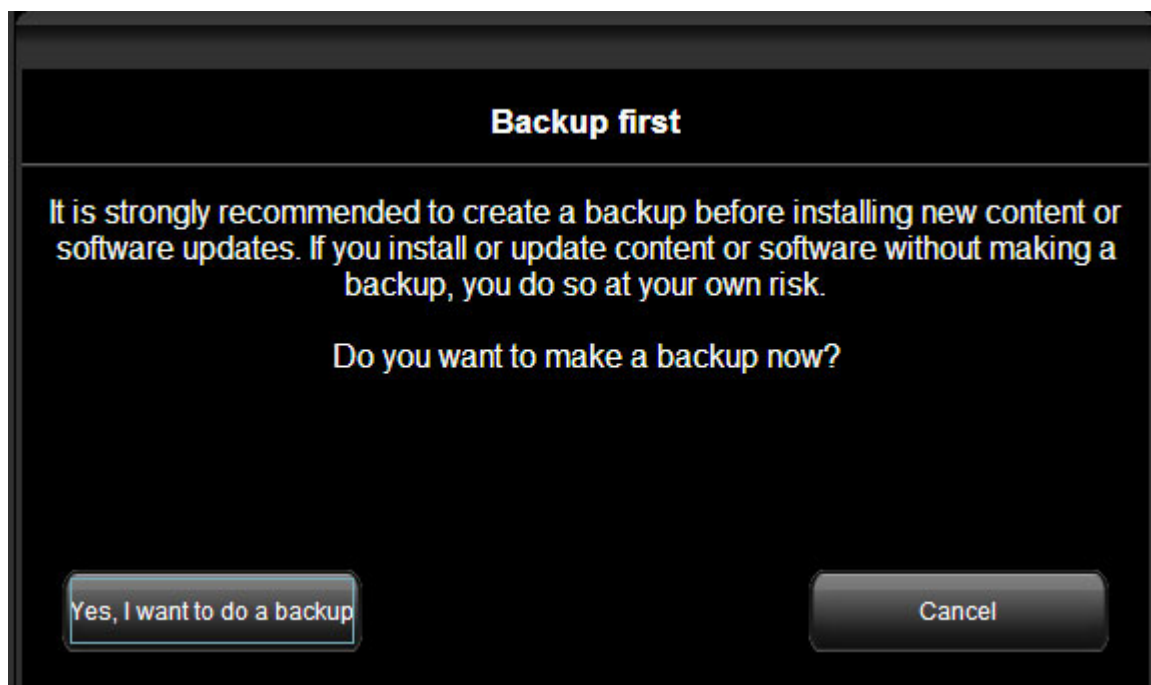 Backup first
It is strongly recommended to create a backup before installing new content or
software updates. If you install or update content or software without making a
backup, you do so at your own risk.
Do you want to make a backup now?
Yes, I want to do a backup
Cancel